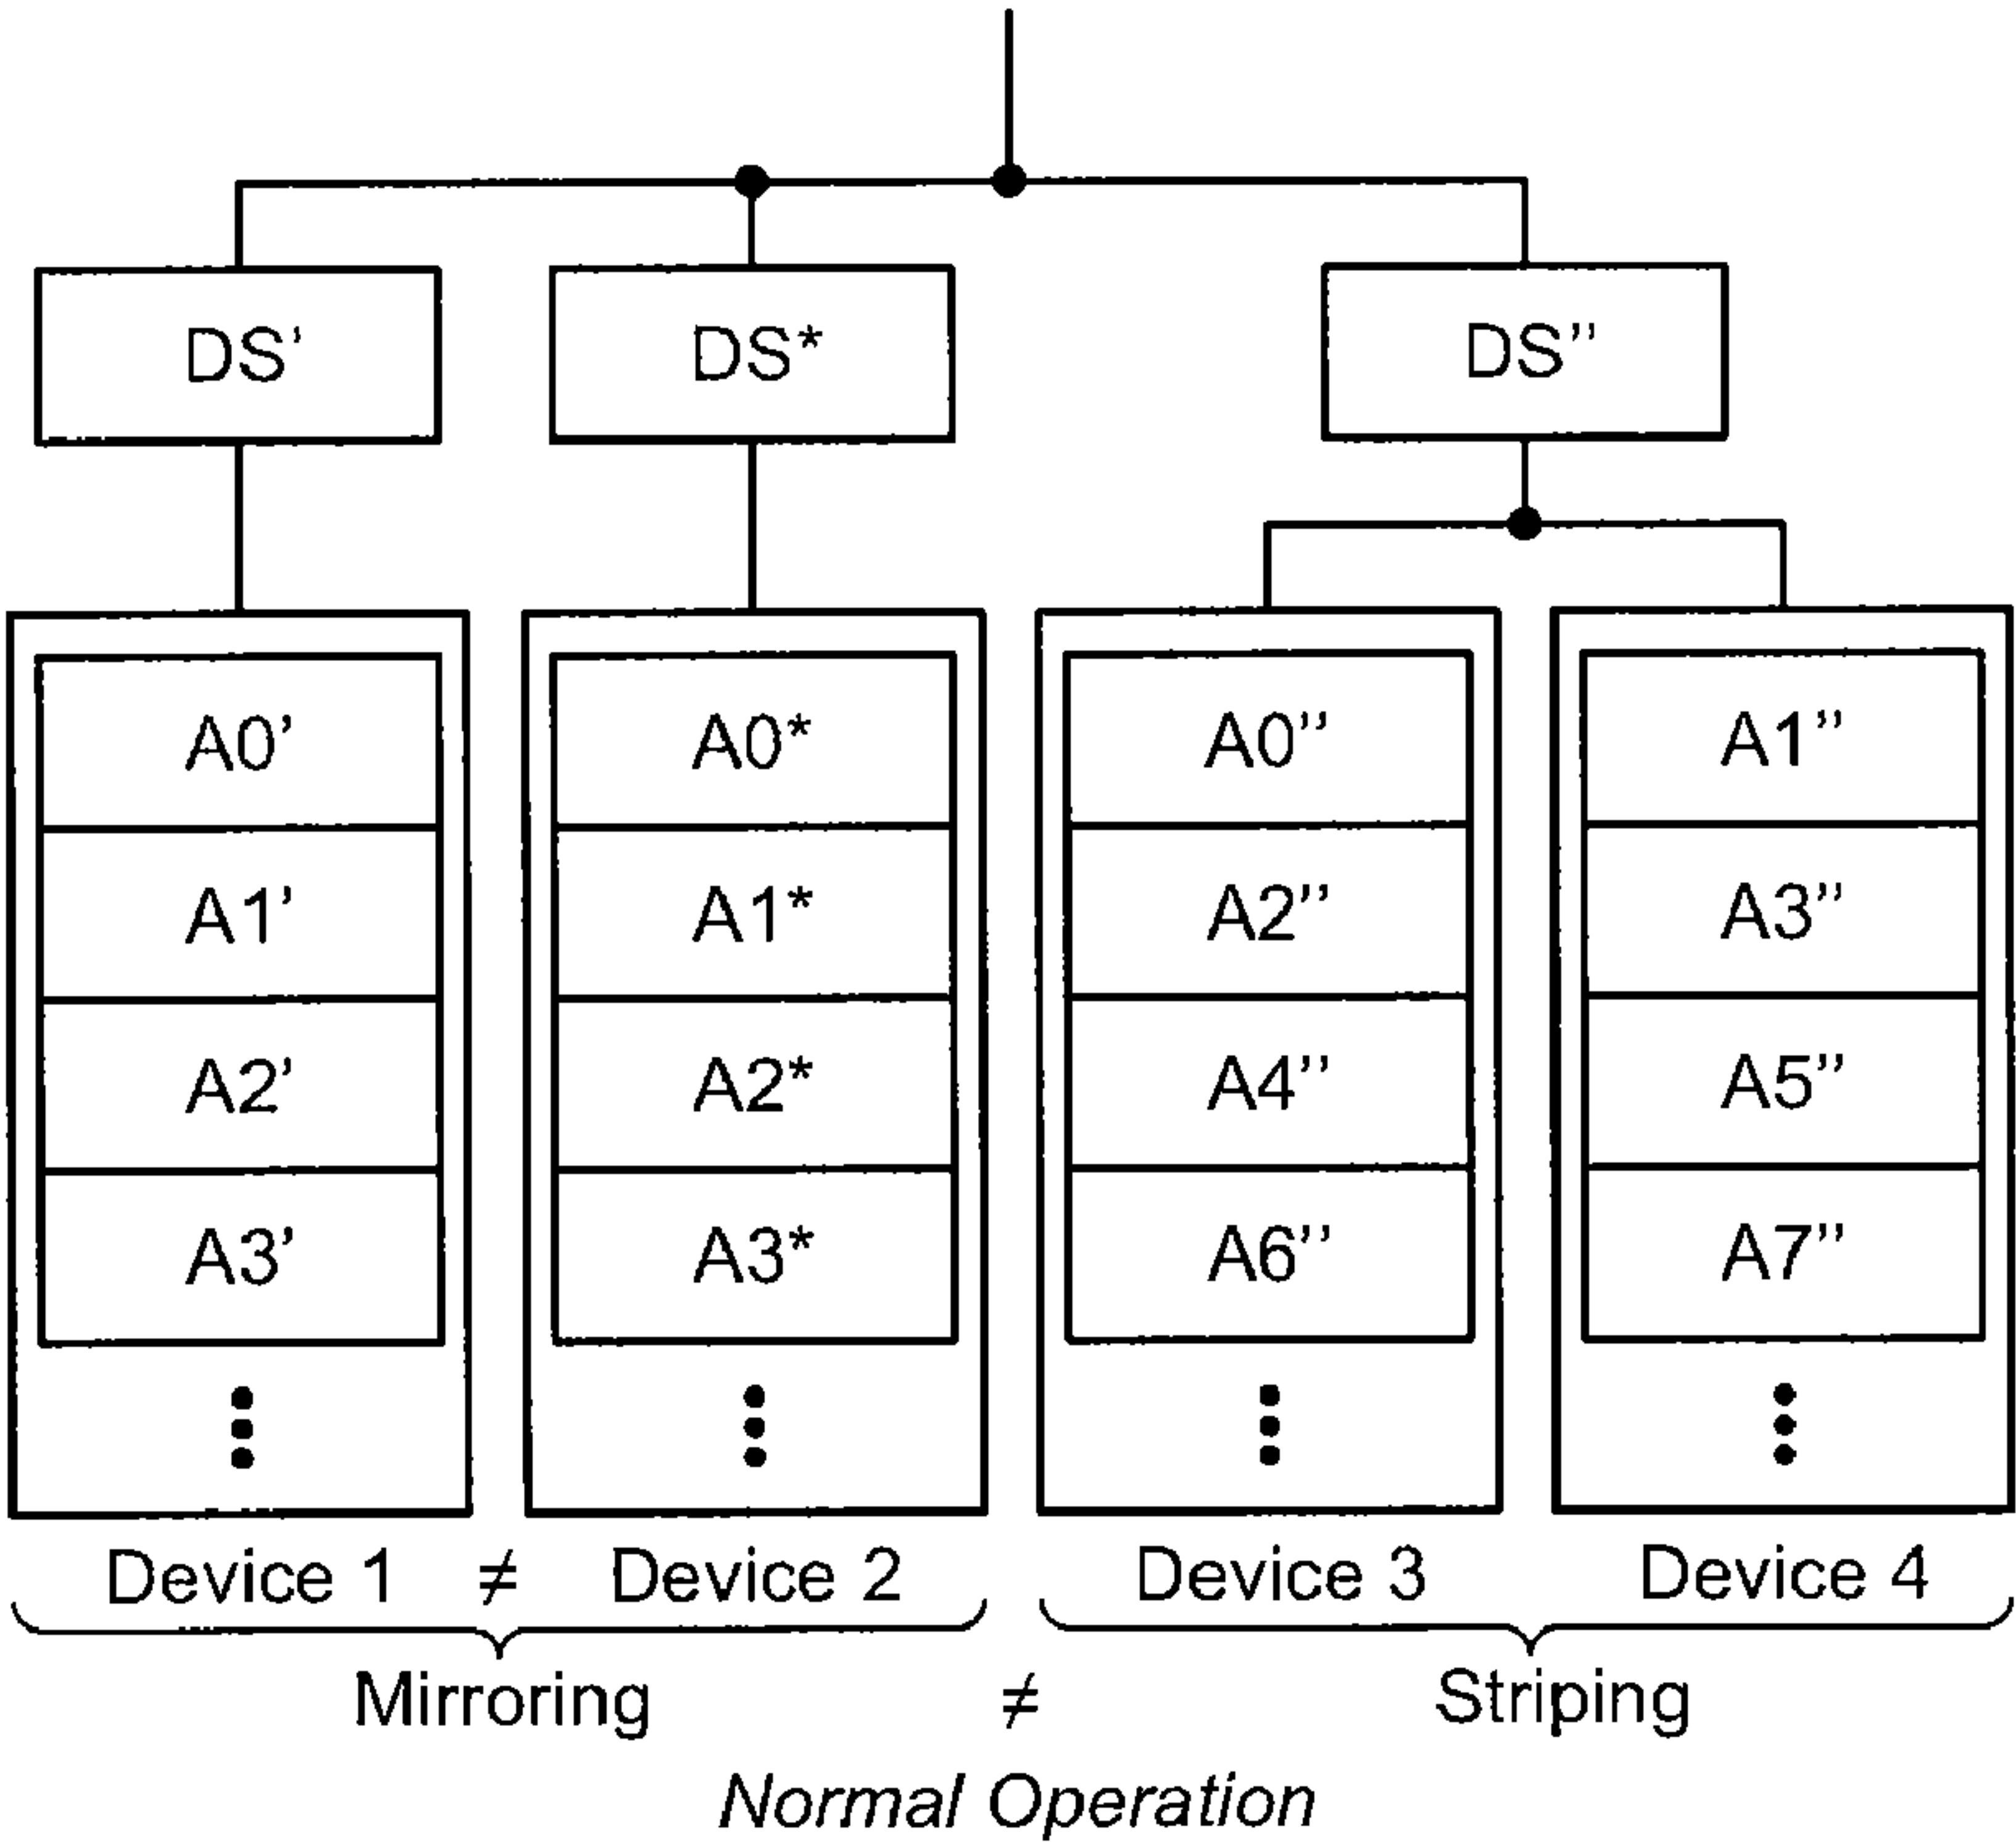 DS’ DS* DS’’
A0’ A0* A0’’ A1’’
A1’ A1* A2’’ A3’’
A2’ A2* A4’’ A5’’
A3’ A3* A6’’ A7’’
Device 1 ≠ Device 2 Device 3 Device 4
Mirroring ≠ Striping
Normal Operation